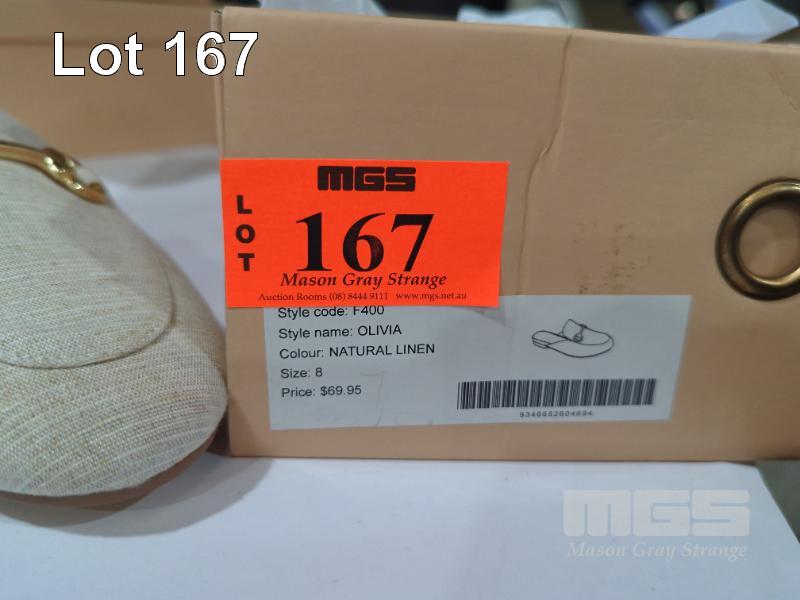 Lot 167
MGS
LOT
167
Mason Gray Strange
Auction Rooms (08) 8444 9111 www.mgs.net.au
Style code: F400
Style name: OLIVIA
Colour: NATURAL LINEN
Size: 8
Price: $69.95
9346652604694
MGS
Mason Gray Strange